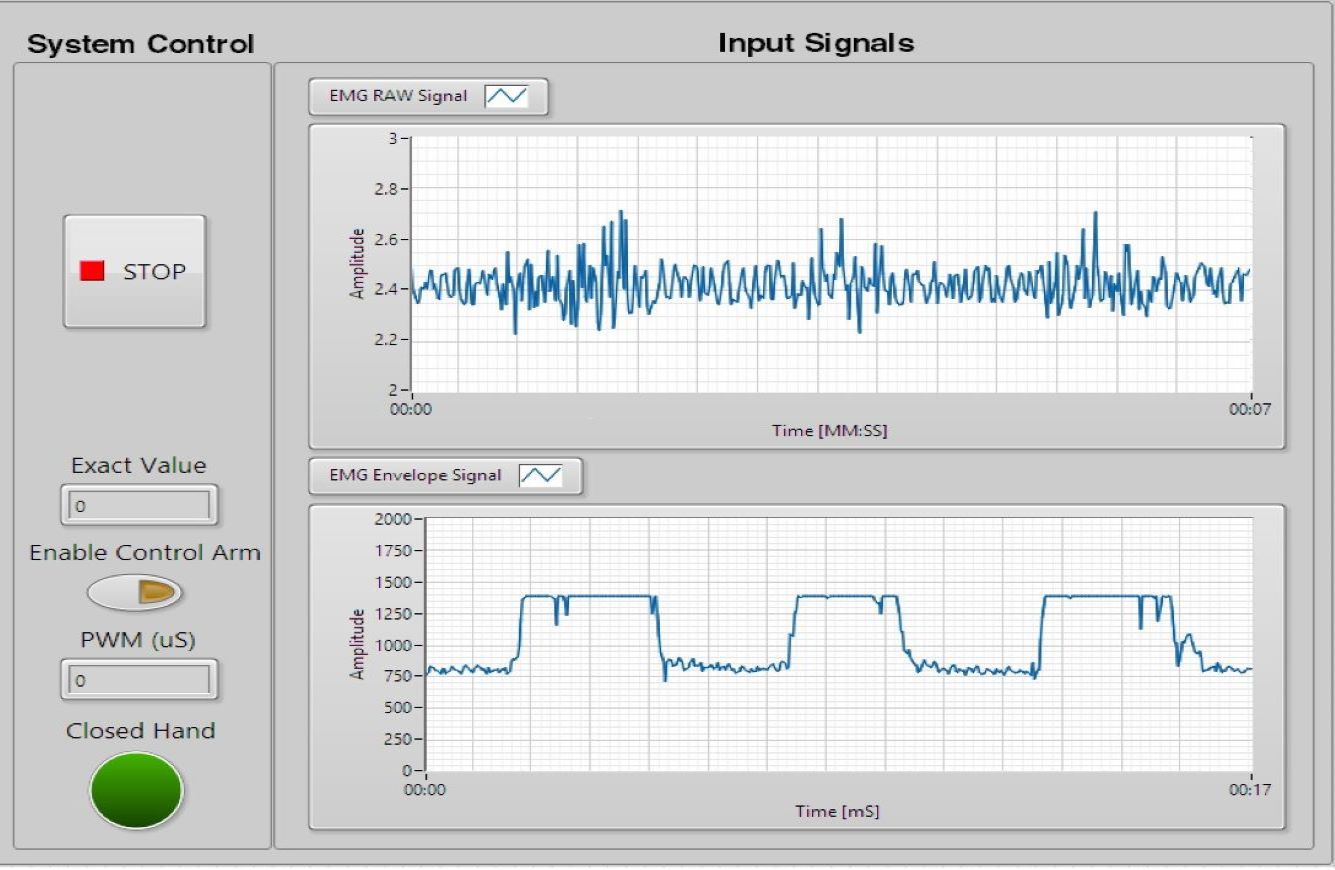 System Control
Input Signals
EMG RAW Signal
3
2.8
2.6
2.4
2.2
2
Amplitude
00:00
00:07
Time [MM:SS]
STOP
Exact Value
0
Enable Control Arm
PWM (uS)
0
Closed Hand
EMG Envelope Signal
2000
1750
1500
1250
1000
750
500
250
0
Amplitude
00:00
00:17
Time [mS]